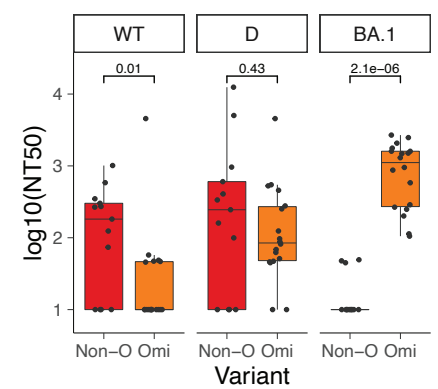 WT D BA.1
0.01 0.43 2.1e−06
4
3
2
1
log10(NT50)
Non−O Omi Non−O Omi Non−O Omi
Variant